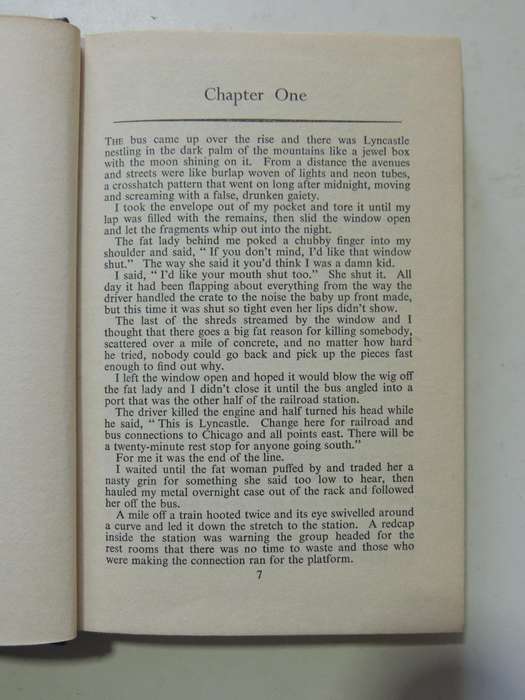 Chapter One
THE bus came up over the rise and there was Lyncastle
nestling in the dark palm of the mountains like a jewel box
with the moon shining on it. From a distance the avenues
and streets were like burlap woven of lights and neon tubes,
a crosshatch pattern that went on long after midnight, moving
and screaming with a false, drunken gaiety.
I took the envelope out of my pocket and tore it until my
lap was filled with the remains, then slid the window open
and let the fragments whip out into the night.
The fat lady behind me poked a chubby finger into my
shoulder and said, “ If you don't mind, I'd like that window
shut.” The way she said it you'd think I was a damn kid.
I said, “ I'd like your mouth shut too.” She shut it. All
day it had been flapping about everything from the way the
driver handled the crate to the noise the baby up front made,
but this time it was shut so tight even her lips didn't show.
The last of the shreds streamed by the window and I
thought that there goes a big fat reason for killing somebody,
scattered over a mile of concrete, and no matter how hard
he tried, nobody could go back and pick up the pieces fast
enough to find out why.
I left the window open and hoped it would blow the wig off
the fat lady and I didn't close it until the bus angled into a
port that was the other half of the railroad station.
The driver killed the engine and half turned his head while
he said, “ This is Lyncastle. Change here for railroad and
bus connections to Chicago and all points east. There will be
a twenty-minute rest stop for anyone going south.”
For me it was the end of the line.
I waited until the fat woman puffed by and traded her a
nasty grin for something she said too low to hear, then
hauled my metal overnight case out of the rack and followed
her off the bus.
A mile off a train hooted twice and its eye swivelled around
a curve and led it down the stretch to the station. A redcap
inside the station was warning the group headed for the
rest rooms that there was no time to waste and those who
were making the connection ran for the platform.
7